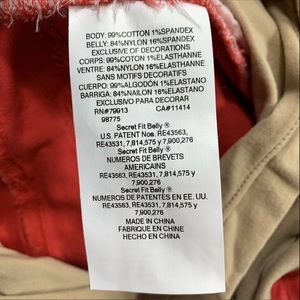 BODY: 99%COTTON 1%SPANDEX
BELLY: 84%NYLON 16%SPANDEX
EXCLUSIVE OF DECORATIONS
CORPS: 99%COTON 1%ELASTHANNE
VENTRE: 84%NYLON 16%ELASTHANNE
SANS MOTIFS DECORATIFS
CUERPO: 99%ALGODÓN 1%ELASTANO
BARRIGA: 84%NAILON 16%ELASTANO
EXCLUSIVO PARA DECORAR
RN#79913 CA#11414
98775
Secret Fit Belly ®
U.S. PATENT Nos. RE43563,
RE43531, 7,814,575 y
7,900,276
Secret Fit Belly ®
NUMEROS DE BREVETS
AMERICAINS
RE43563, RE43531, 7,814,575 y
7,900,276
Secret Fit Belly ®
NUMEROS DE PATENTES EN EE. UU.
RE43563, RE43531, 7,814,575 y
7,900,276
MADE IN CHINA
FABRIQUE EN CHINE
HECHO EN CHINA